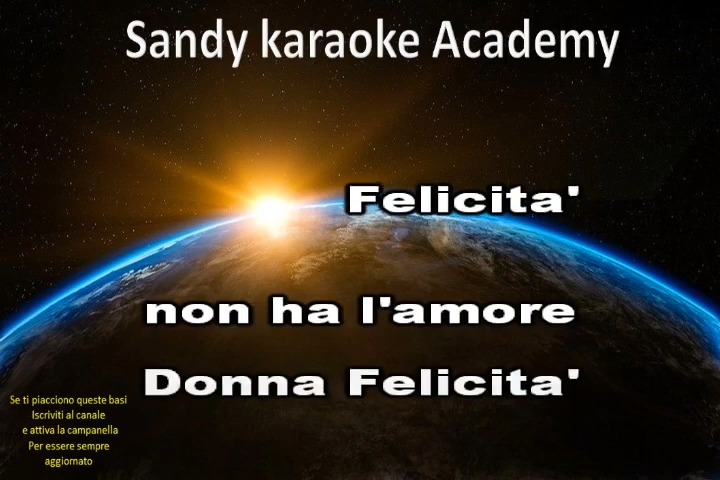 Sandy karaoke Academy
Felicita'
non ha l'amore
Donna Felicita'
Se ti piacciono queste basi
Iscriviti al canale
e attiva la campanella
Per essere sempre
aggiornato